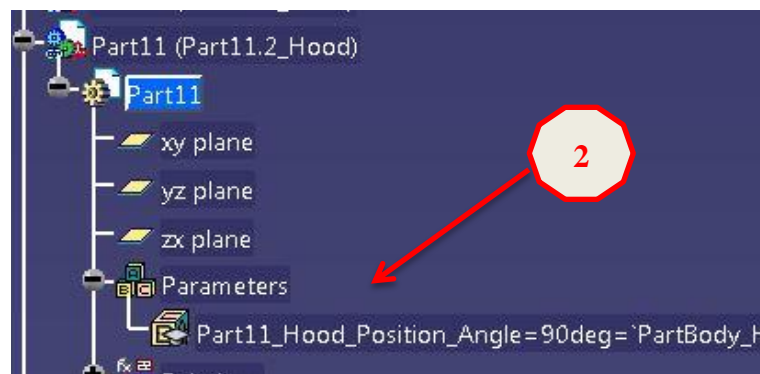 Part11 (Part11.2_Hood)
Part11
xy plane
2
yz plane
zx plane
Parameters
Part11_Hood_Position_Angle=90deg=`PartBody_H